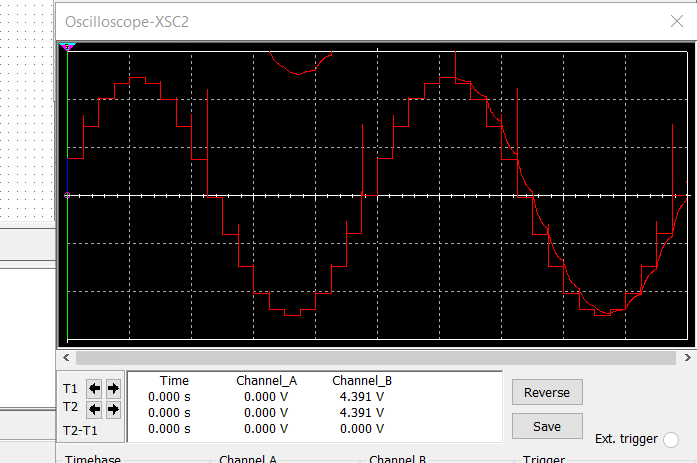 Oscilloscope-XSC2
Time Channel_A Channel_B
T1 0.000 s 0.000 V 4.391 V
T2 0.000 s 0.000 V 4.391 V
T2-T1 0.000 s 0.000 V 0.000 V
Reverse
Save
Ext. trigger
Timebase Channel A Channel B Trigger